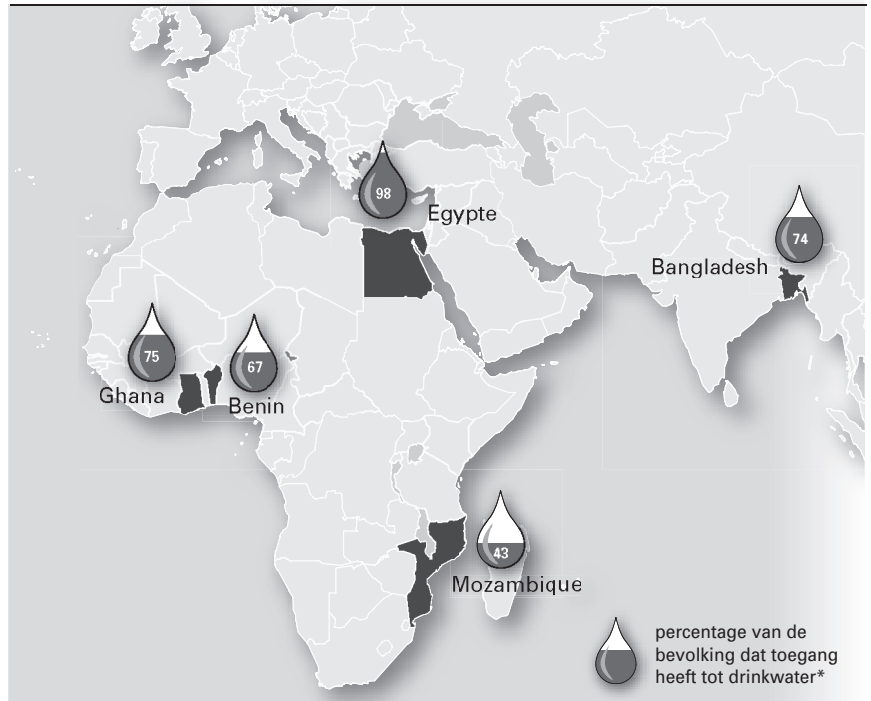 98
Egypte
74
Bangladesh
75
Ghana
67
Benin
43
Mozambique
percentage van de
bevolking dat toegang
heeft tot drinkwater*